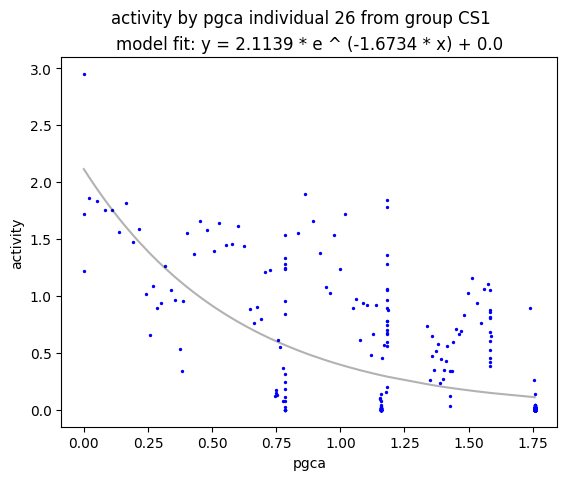 activity by pgca individual 26 from group CS1
model fit: y = 2.1139 * e ^ (-1.6734 * x) + 0.0
3.0
2.5
2.0
1.5
1.0
0.5
0.0
activity
0.00 0.25 0.50 0.75 1.00 1.25 1.50 1.75
pgca